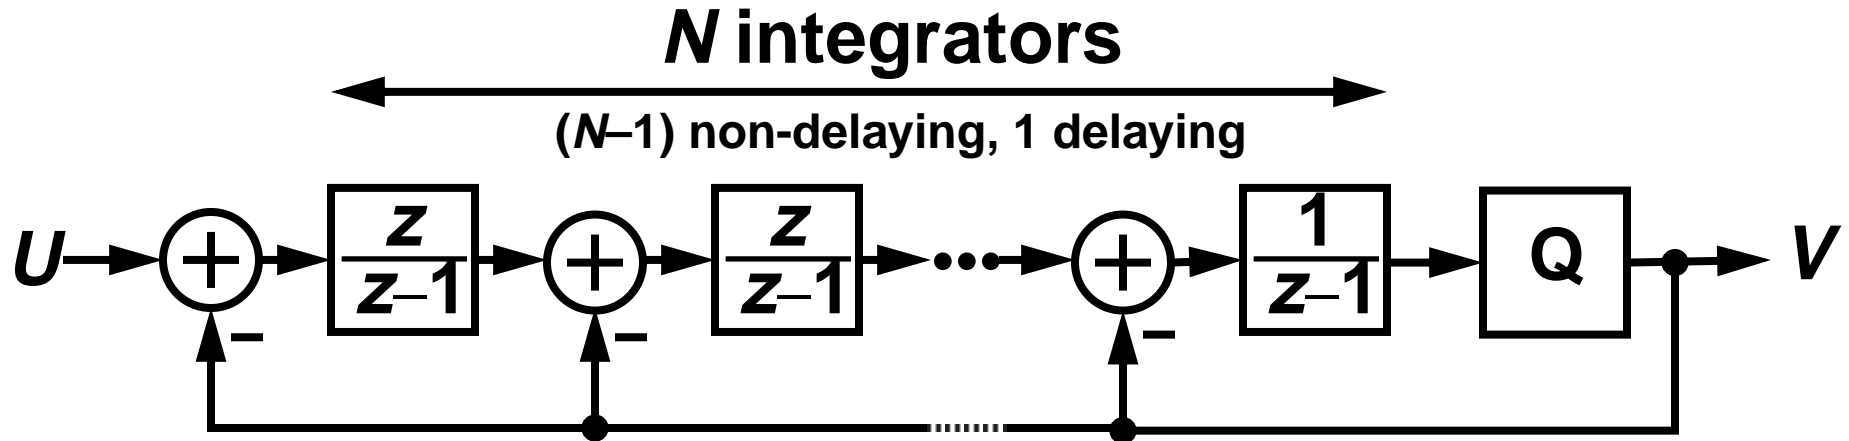 N integrators
(N–1) non-delaying, 1 delaying
U + z/z–1 + z/z–1 ••• + 1/z–1 Q V
– – –